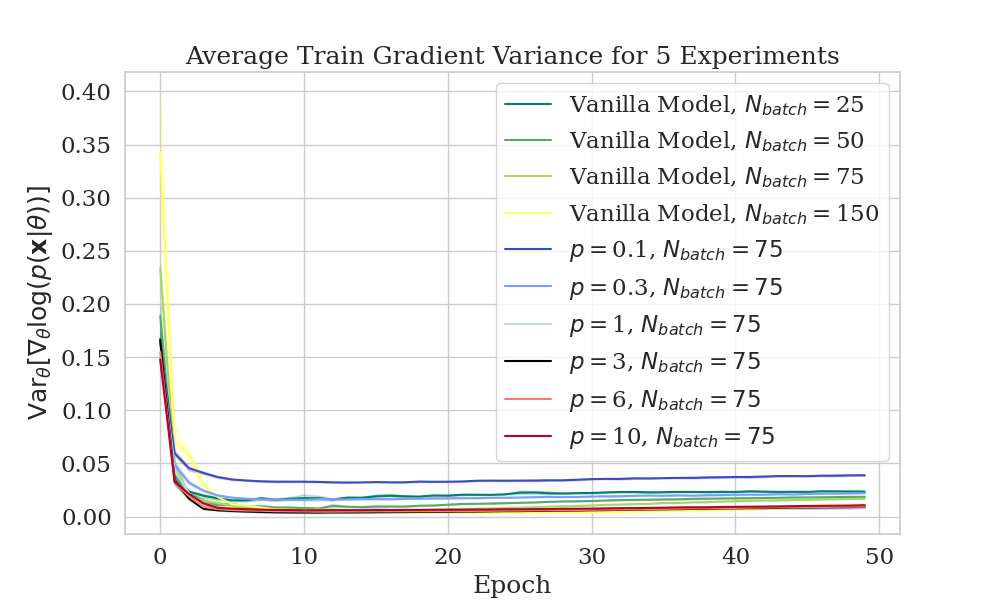 Average Train Gradient Variance for 5 Experiments
Var_θ[∇_θ log(p(𝐱|θ))]
0.40
0.35
0.30
0.25
0.20
0.15
0.10
0.05
0.00
Vanilla Model, N_batch = 25
Vanilla Model, N_batch = 50
Vanilla Model, N_batch = 75
Vanilla Model, N_batch = 150
p = 0.1, N_batch = 75
p = 0.3, N_batch = 75
p = 1, N_batch = 75
p = 3, N_batch = 75
p = 6, N_batch = 75
p = 10, N_batch = 75
0 10 20 30 40 50
Epoch